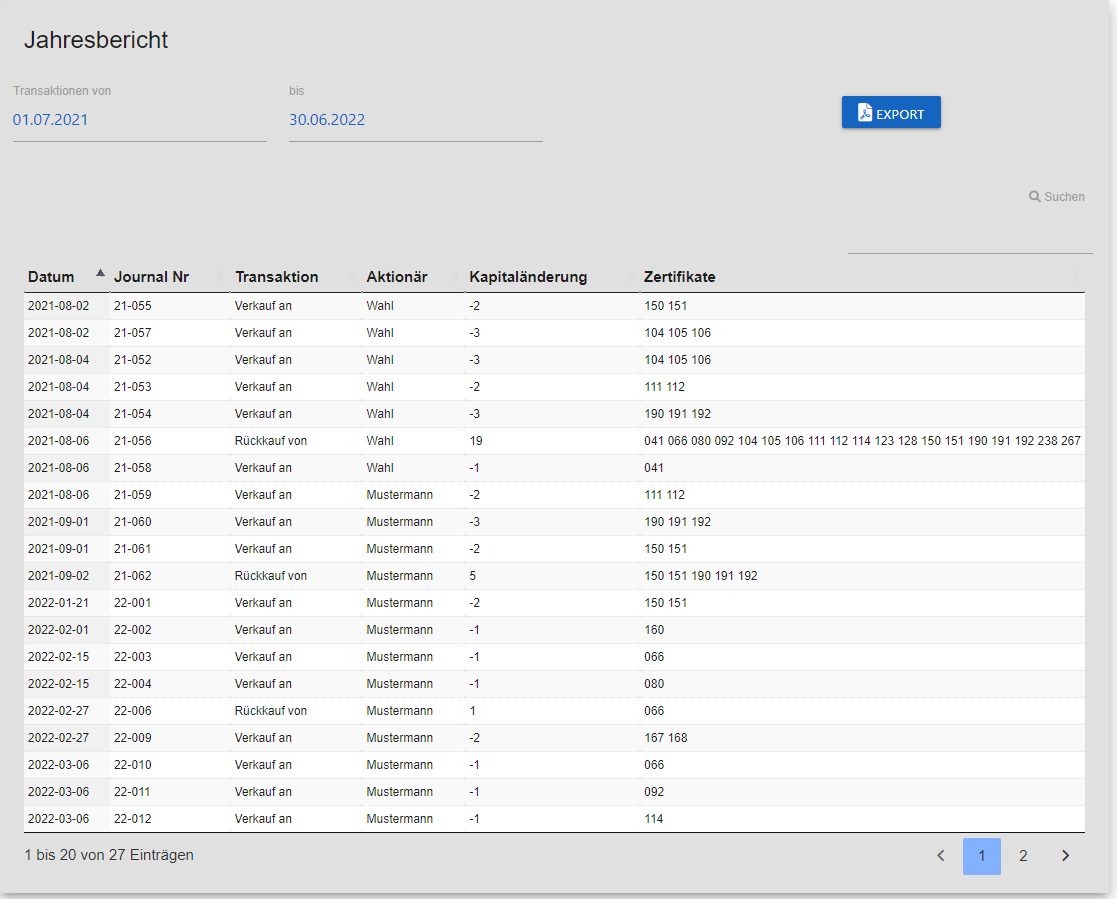 Jahresbericht
Transaktionen von bis
01.07.2021 30.06.2022
EXPORT
Suchen
Datum Journal Nr Transaktion Aktionär Kapitaländerung Zertifikate
2021-08-02 21-055 Verkauf an Wahl -2 150 151
2021-08-02 21-057 Verkauf an Wahl -3 104 105 106
2021-08-04 21-052 Verkauf an Wahl -3 104 105 106
2021-08-04 21-053 Verkauf an Wahl -2 111 112
2021-08-04 21-054 Verkauf an Wahl -3 190 191 192
2021-08-06 21-056 Rückkauf von Wahl 19 041 066 080 092 104 105 106 111 112 114 123 128 150 151 190 191 192 238 267
2021-08-06 21-058 Verkauf an Wahl -1 041
2021-08-06 21-059 Verkauf an Mustermann -2 111 112
2021-09-01 21-060 Verkauf an Mustermann -3 190 191 192
2021-09-01 21-061 Verkauf an Mustermann -2 150 151
2021-09-02 21-062 Rückkauf von Mustermann 5 150 151 190 191 192
2022-01-21 22-001 Verkauf an Mustermann -2 150 151
2022-02-01 22-002 Verkauf an Mustermann -1 160
2022-02-15 22-003 Verkauf an Mustermann -1 066
2022-02-15 22-004 Verkauf an Mustermann -1 080
2022-02-27 22-006 Rückkauf von Mustermann 1 066
2022-02-27 22-009 Verkauf an Mustermann -2 167 168
2022-03-06 22-010 Verkauf an Mustermann -1 066
2022-03-06 22-011 Verkauf an Mustermann -1 092
2022-03-06 22-012 Verkauf an Mustermann -1 114
1 bis 20 von 27 Einträgen 1 2